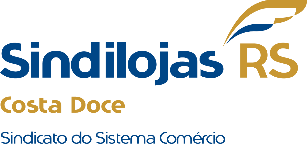 Sindilojas RS
Costa Doce
Sindicato do Sistema Comércio